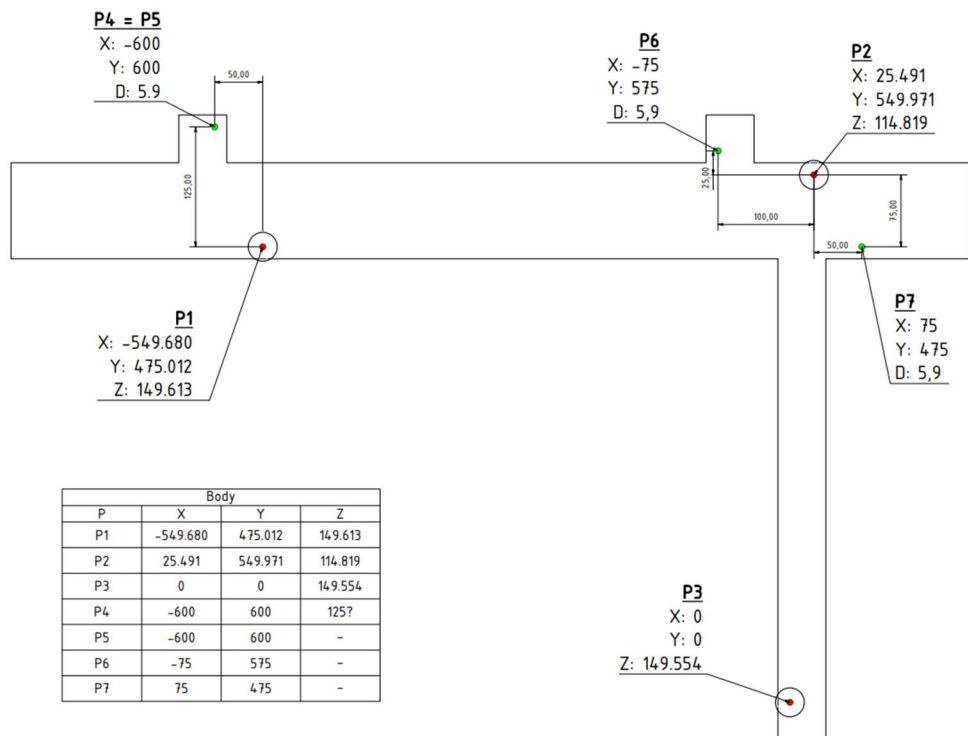 P4 = P5
X: -600
Y: 600
D: 5.9
50,00
125,00
P6
X: -75
Y: 575
D: 5,9
P2
X: 25.491
Y: 549.971
Z: 114.819
25,00
100,00
75,00
50,00
P1
X: -549.680
Y: 475.012
Z: 149.613
P7
X: 75
Y: 475
D: 5,9
Body
P X Y Z
P1 -549.680 475.012 149.613
P2 25.491 549.971 114.819
P3 0 0 149.554
P4 -600 600 125?
P5 -600 600 -
P6 -75 575 -
P7 75 475 -
P3
X: 0
Y: 0
Z: 149.554